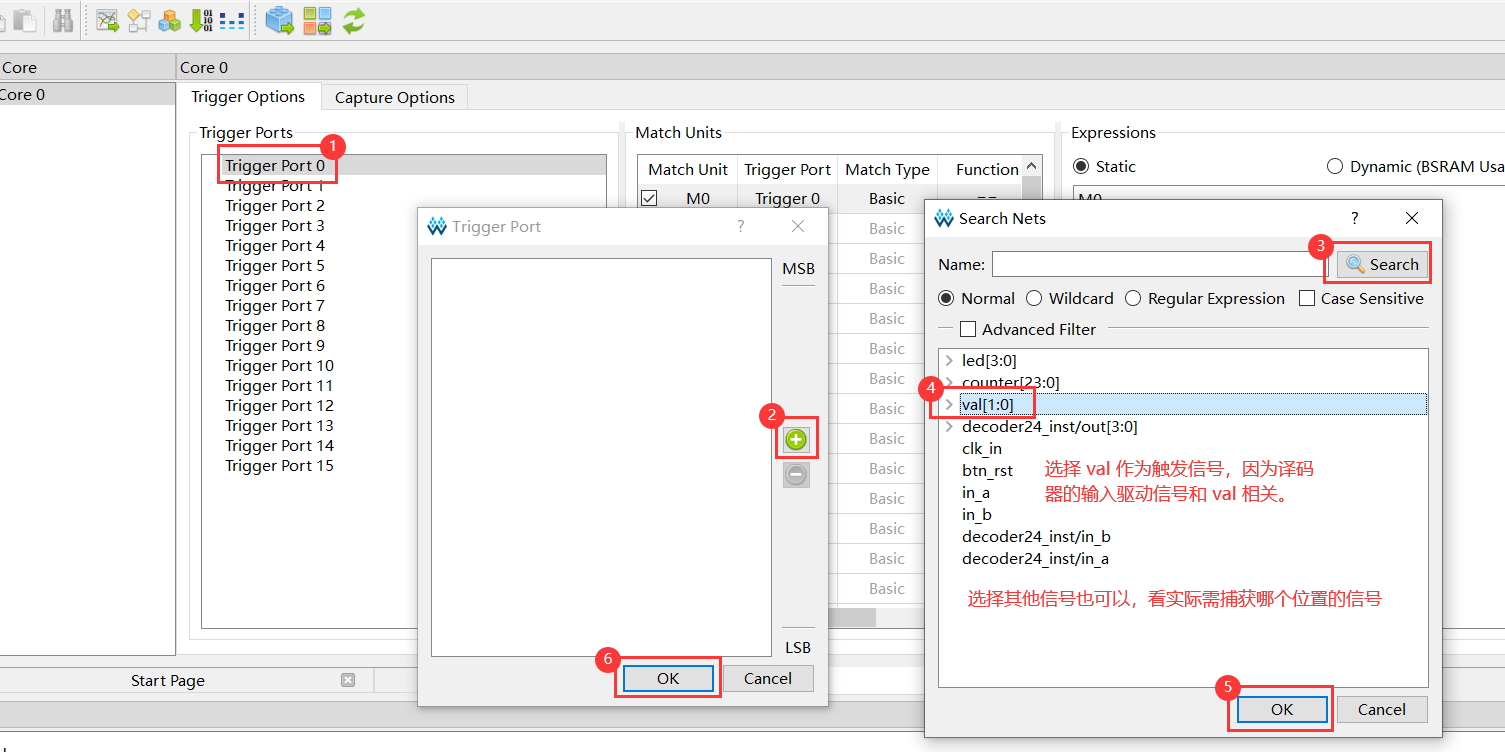 Core
Core 0
Core 0
Trigger Options
Capture Options
Trigger Ports
1
Trigger Port 0
Trigger Port 1
Trigger Port 2
Trigger Port 3
Trigger Port 4
Trigger Port 5
Trigger Port 6
Trigger Port 7
Trigger Port 8
Trigger Port 9
Trigger Port 10
Trigger Port 11
Trigger Port 12
Trigger Port 13
Trigger Port 14
Trigger Port 15
Match Units
Match Unit Trigger Port Match Type Function
M0 Trigger 0 Basic ==
Basic
Basic
Basic
Basic
Basic
Basic
Basic
Basic
Basic
Basic
Basic
Basic
Basic
Expressions
Static
Dynamic (BSRAM Usa
M0
Trigger Port ?
MSB
2
LSB
6
OK
Cancel
Search Nets ?
3
Name:
Search
Normal Wildcard Regular Expression Case Sensitive
Advanced Filter
led[3:0]
counter[23:0]
4
val[1:0]
decoder24_inst/out[3:0]
clk_in
btn_rst
in_a
in_b
decoder24_inst/in_b
decoder24_inst/in_a
选择 val 作为触发信号，因为译码
器的输入驱动信号和 val 相关。
选择其他信号也可以，看实际需捕获哪个位置的信号
5
OK
Cancel
Start Page